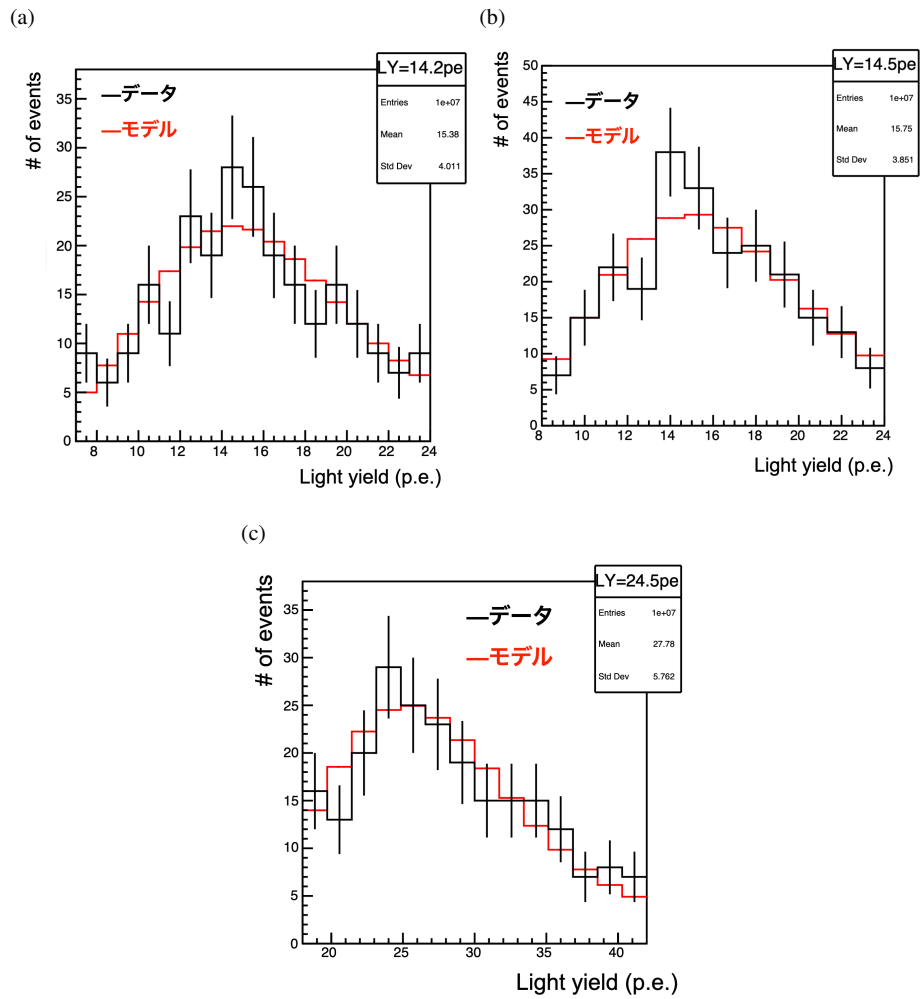 (a)
# of events
—データ
—モデル
LY=14.2pe
Entries 1e+07
Mean 15.38
Std Dev 4.011
35
30
25
20
15
10
5
0
8 10 12 14 16 18 20 22 24
Light yield (p.e.)
(b)
# of events
—データ
—モデル
LY=14.5pe
Entries 1e+07
Mean 15.75
Std Dev 3.851
50
45
40
35
30
25
20
15
10
5
0
8 10 12 14 16 18 20 22 24
Light yield (p.e.)
(c)
# of events
—データ
—モデル
LY=24.5pe
Entries 1e+07
Mean 27.78
Std Dev 5.762
35
30
25
20
15
10
5
0
20 25 30 35 40
Light yield (p.e.)